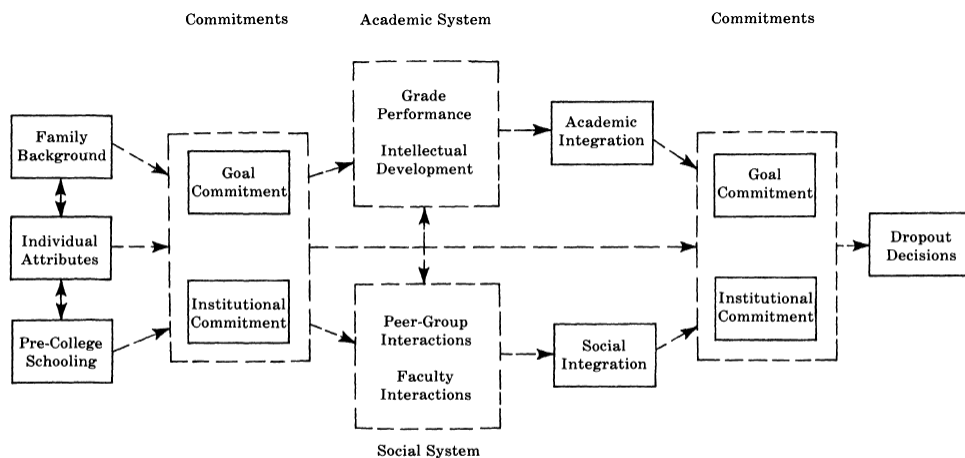 Commitments
Academic System
Commitments
Family
Background
Individual
Attributes
Pre-College
Schooling
Goal
Commitment
Institutional
Commitment
Grade
Performance
Intellectual
Development
Peer-Group
Interactions
Faculty
Interactions
Social System
Academic
Integration
Social
Integration
Goal
Commitment
Institutional
Commitment
Dropout
Decisions